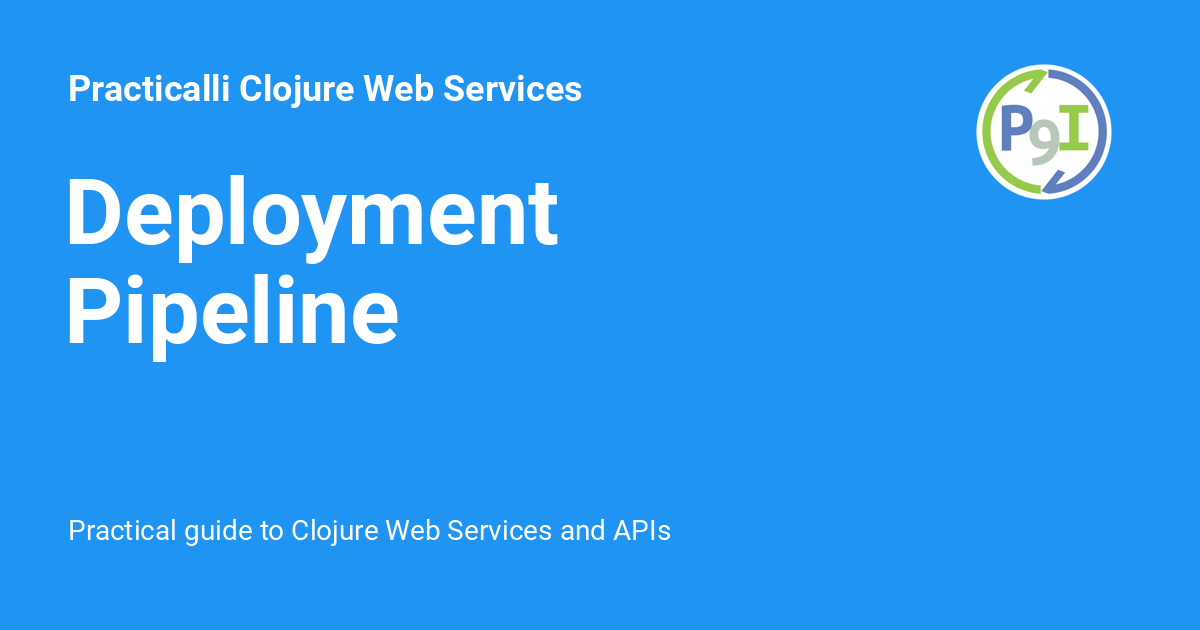 Practicalli Clojure Web Services
P9I
Deployment
Pipeline
Practical guide to Clojure Web Services and APIs